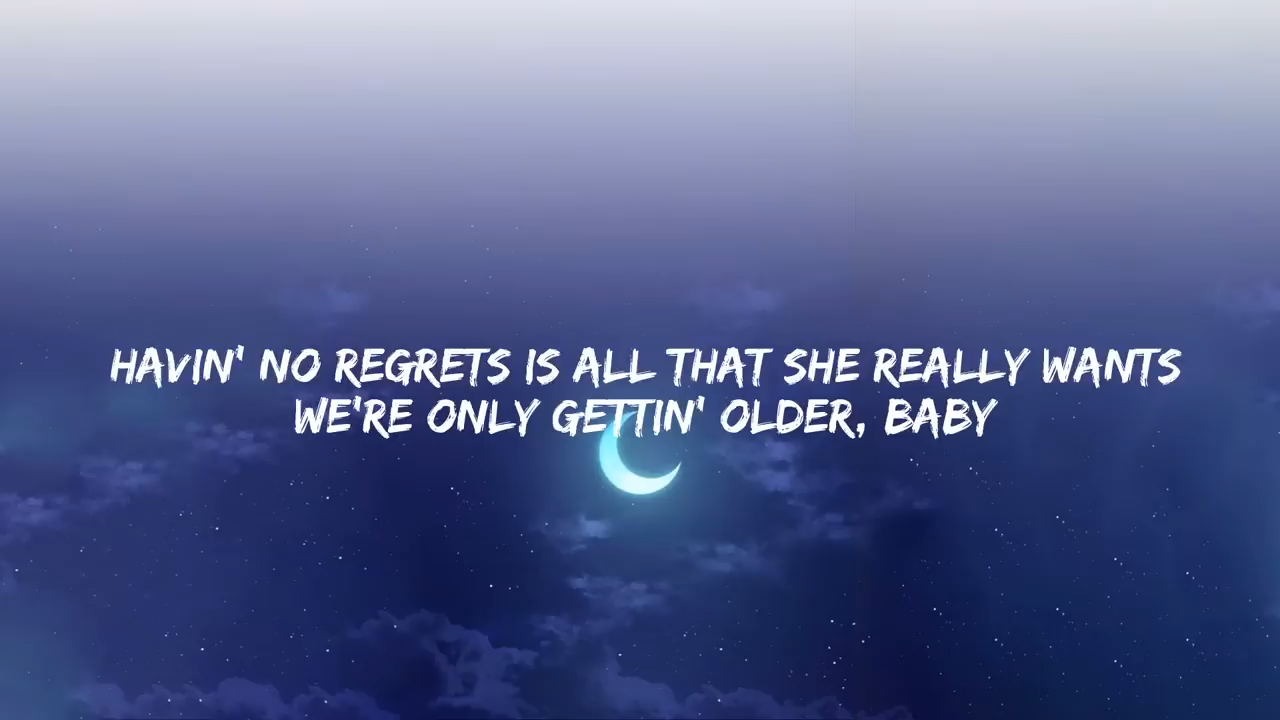 HAVIN' NO REGRETS IS ALL THAT SHE REALLY WANTS
WE'RE ONLY GETTIN' OLDER, BABY